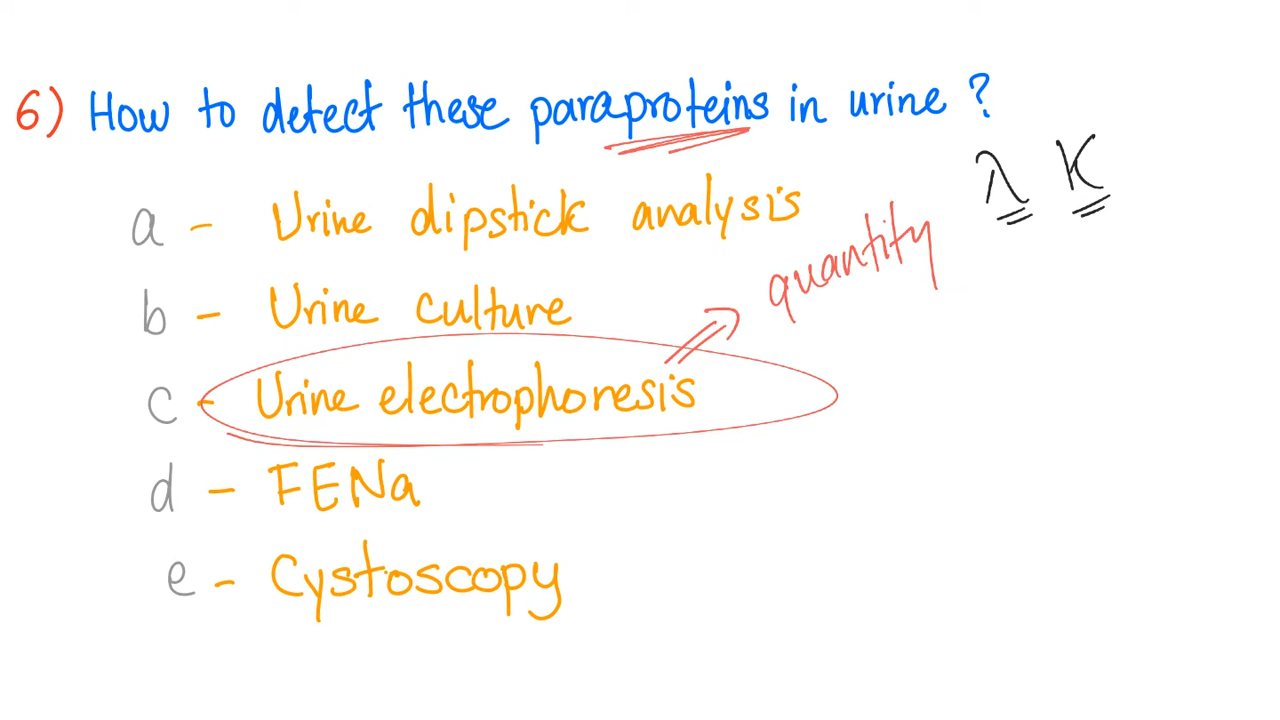 6) How to detect these paraproteins in urine ?
λ K
a - Urine dipstick analysis
quantity
b - Urine culture
c - Urine electrophoresis
d - FENa
e - Cystoscopy